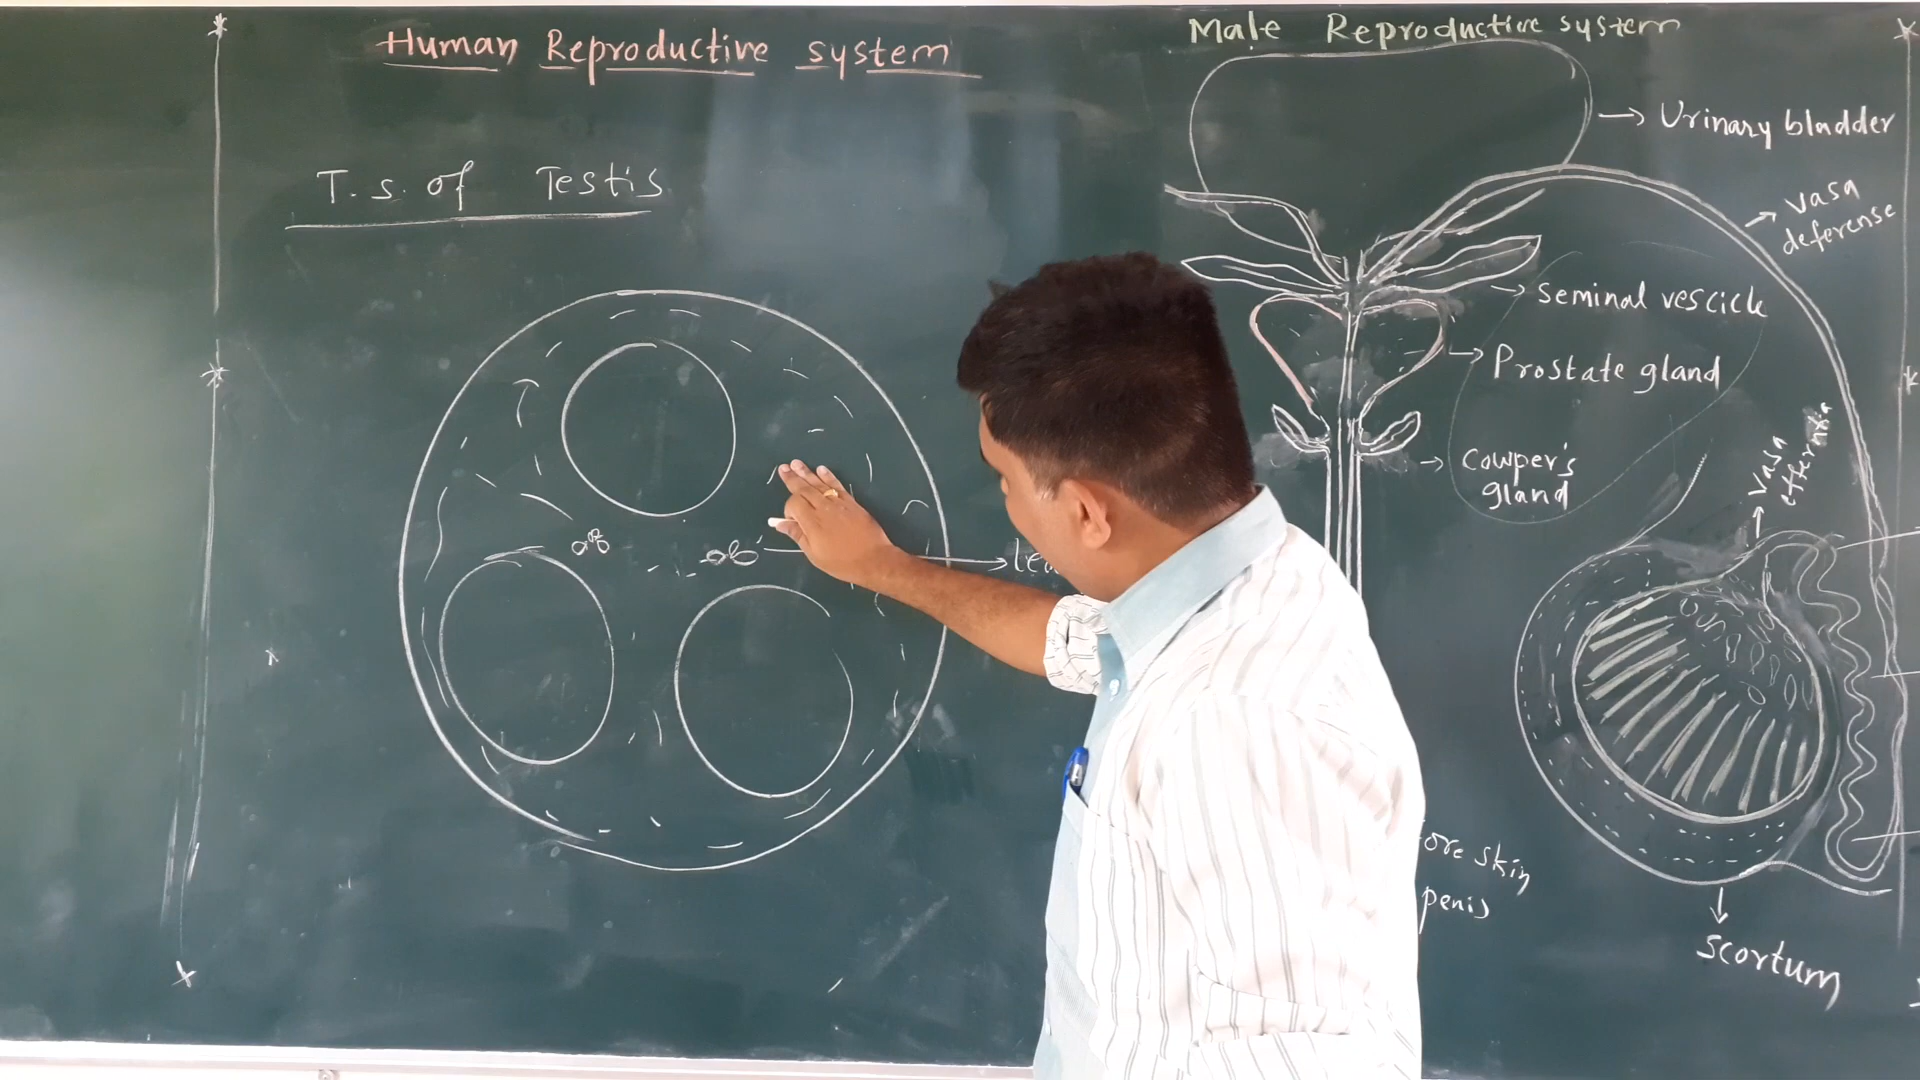 Human Reproductive system
T.S. of Testis
Male Reproductive system
Urinary bladder
vasa
deferense
seminal vescicle
Prostate gland
Cowper's
gland
vasa
efferntia
ore skin
penis
Scortum